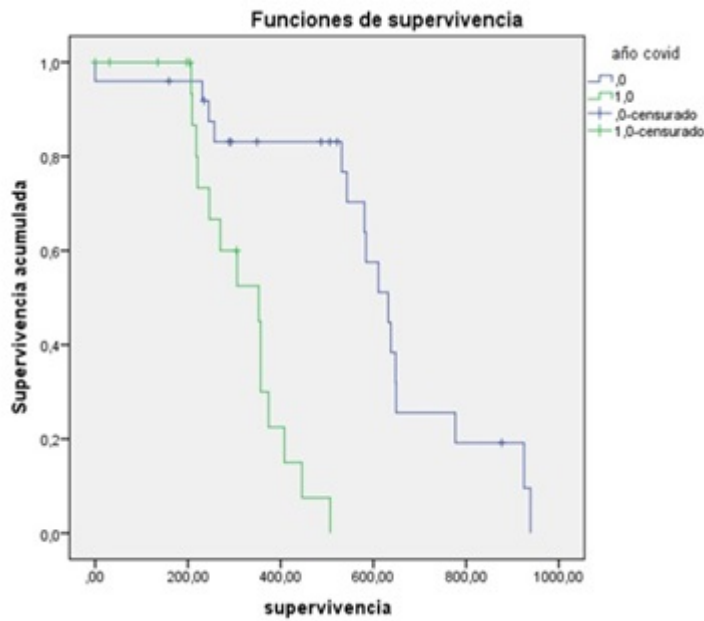 Funciones de supervivencia
año covid
,0
1,0
,0-censurado
1,0-censurado
Supervivencia acumulada
1,0
0,8
0,6
0,4
0,2
0,0
,00
200,00
400,00
600,00
800,00
1000,00
supervivencia